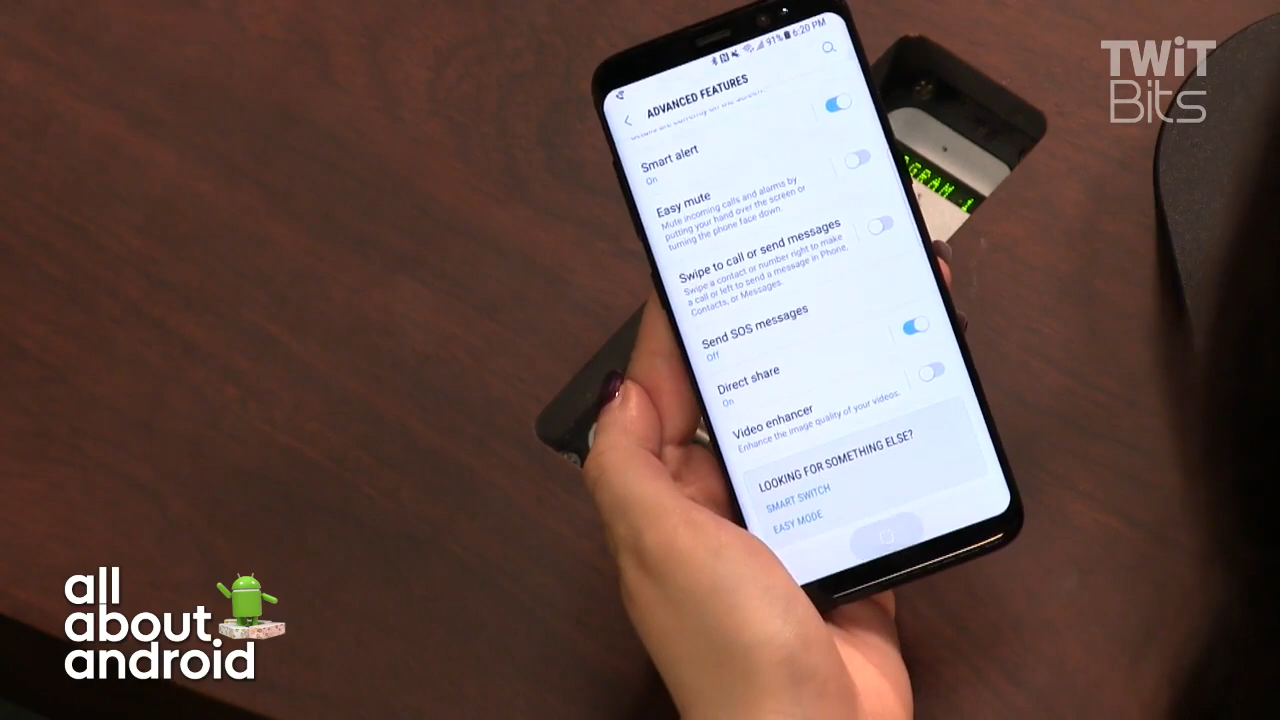 91% 6:20 PM
TWiT
Bits
ADVANCED FEATURES
Smart alert
On
Easy mute
Mute incoming calls and alarms by
putting your hand over the screen or
turning the phone face down.
Swipe to call or send messages
Swipe a contact or number right to make
a call or left to send a message in Phone,
Contacts, or Messages.
Send SOS messages
Off
Direct share
On
Video enhancer
Enhance the image quality of your videos.
LOOKING FOR SOMETHING ELSE?
SMART SWITCH
EASY MODE
all
about
android